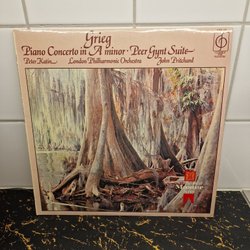 Grieg
Piano Concerto in A minor · Peer Gynt Suite
Peter Katin London Philharmonic Orchestra John Pritchard